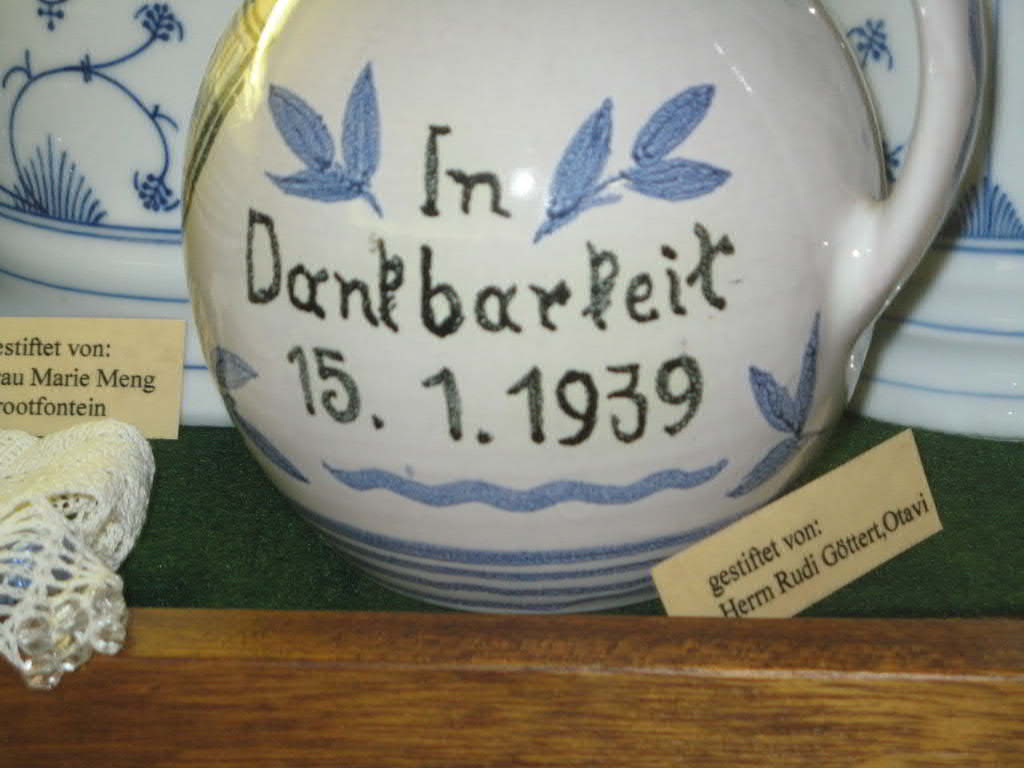 In
Dankbarkeit
15. 1. 1939
estiftet von:
rau Marie Meng
rootfontein
gestiftet von:
Herrn Rudi Göttert,Otavi